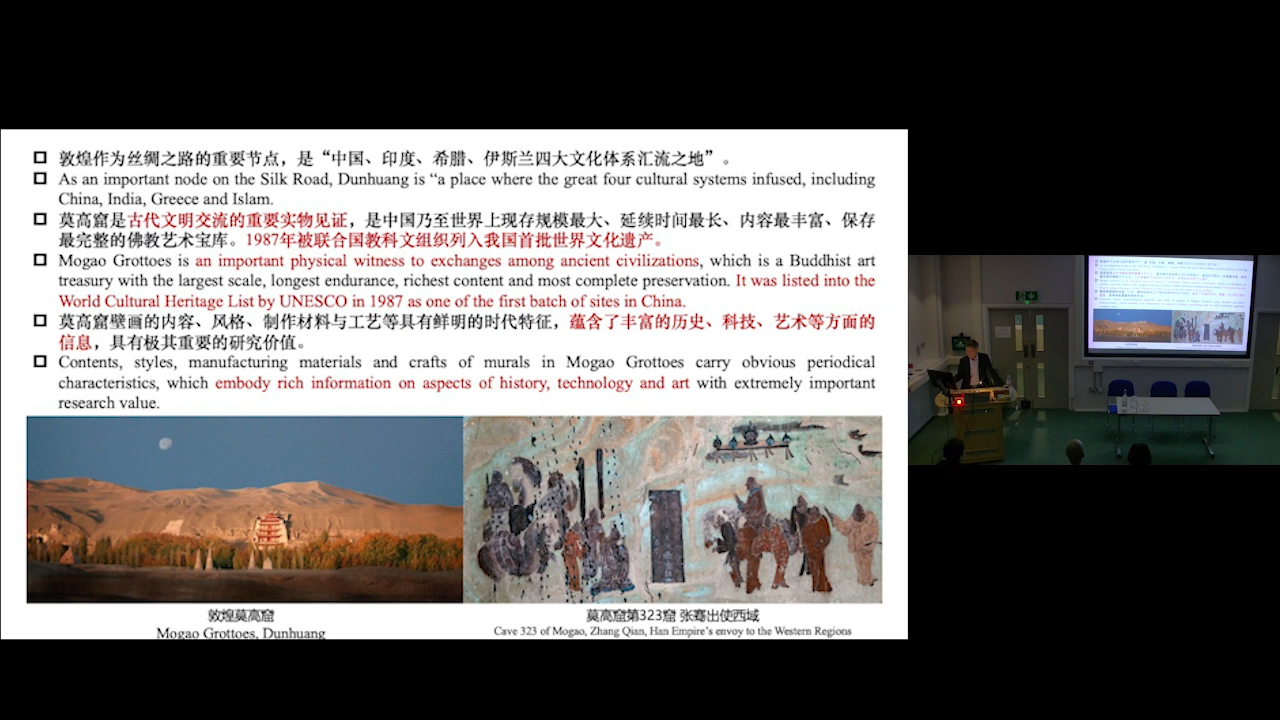 敦煌作为丝绸之路的重要节点，是“中国、印度、希腊、伊斯兰四大文化体系汇流之地”。
As an important node on the Silk Road, Dunhuang is “a place where the great four cultural systems infused, including
China, India, Greece and Islam.
莫高窟是古代文明交流的重要实物见证，是中国乃至世界上现存规模最大、延续时间最长、内容最丰富、保存
最完整的佛教艺术宝库。1987年被联合国教科文组织列入我国首批世界文化遗产。
Mogao Grottoes is an important physical witness to exchanges among ancient civilizations, which is a Buddhist art
treasury with the largest scale, longest endurance, richest content and most complete preservation. It was listed into the
World Cultural Heritage List by UNESCO in 1987 as one of the first batch of sites in China.
莫高窟壁画的内容、风格、制作材料与工艺等具有鲜明的时代特征，蕴含了丰富的历史、科技、艺术等方面的
信息，具有极其重要的研究价值。
Contents, styles, manufacturing materials and crafts of murals in Mogao Grottoes carry obvious periodical
characteristics, which embody rich information on aspects of history, technology and art with extremely important
research value.
敦煌莫高窟
Mogao Grottoes, Dunhuang
莫高窟第323窟 张骞出使西域
Cave 323 of Mogao, Zhang Qian, Han Empire's envoy to the Western Regions